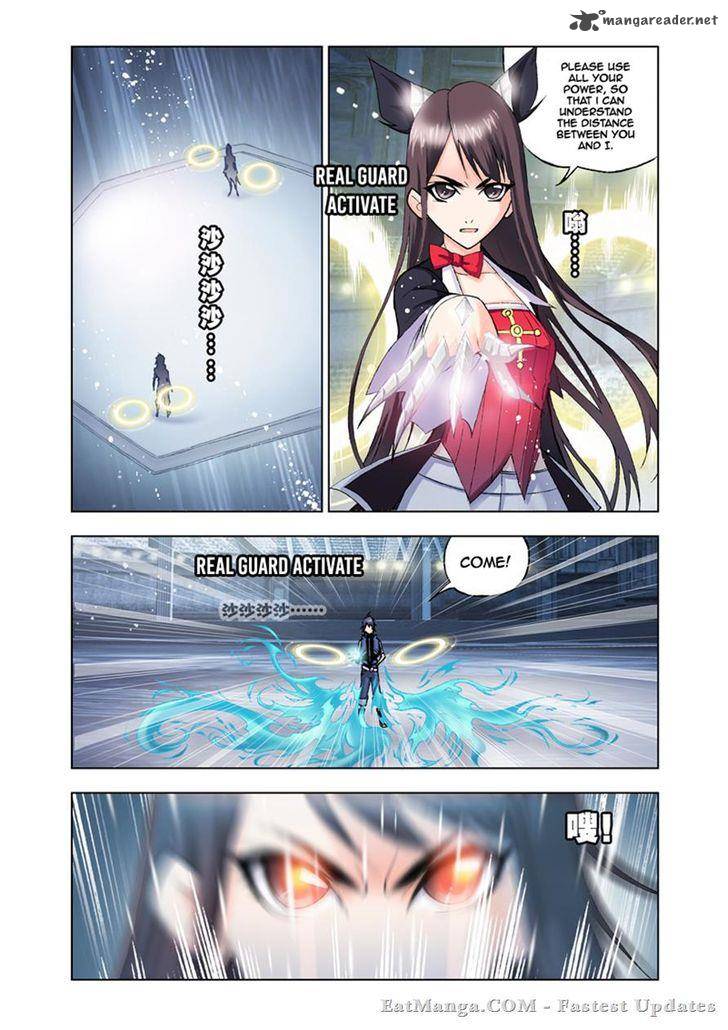 mangareader.net
PLEASE USE
ALL YOUR
POWER, SO
THAT I CAN
UNDERSTAND
THE DISTANCE
BETWEEN YOU
AND I.
REAL GUARD
ACTIVATE
嗡……
沙沙沙沙……
REAL GUARD ACTIVATE
COME!
沙沙沙沙……
嗖!
EatManga.COM - Fastest Updates